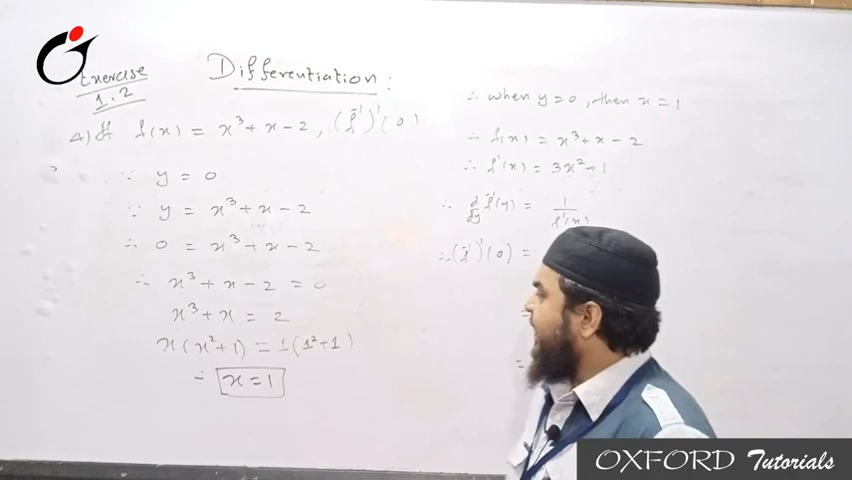 Exercise
1.2
Differentiation :
4) If f(x) = x³ + x − 2 , (f⁻¹)'(0)
∵ y = 0
∵ y = x³ + x − 2
∴ 0 = x³ + x − 2
∴ x³ + x − 2 = 0
x³ + x = 2
x(x² + 1) = 1(1² + 1)
∴ x = 1
∴ when y = 0, then x = 1
∵ f(x) = x³ + x − 2
∴ f'(x) = 3x² + 1
∴ d/dy f⁻¹(y) = 1/f'(x)
∴ (f⁻¹)'(0) =
=
=
OXFORD Tutorials